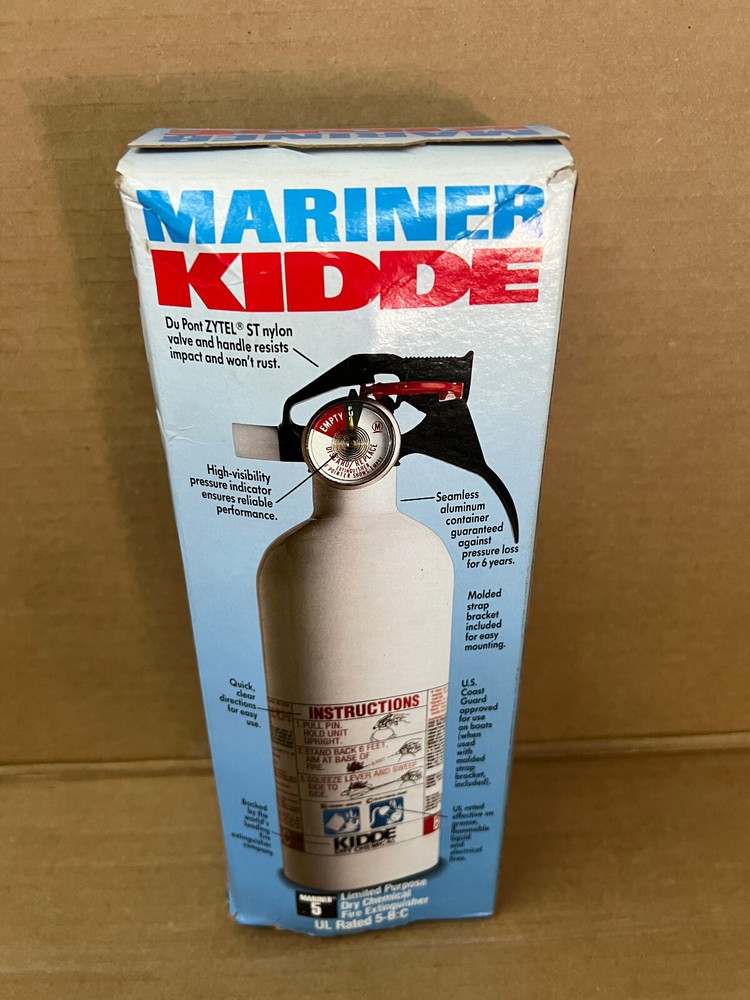 MARINER
MARINER
KIDDE
Du Pont ZYTEL® ST nylon
valve and handle resists
impact and won't rust.
EMPTY
M
DISCARD/REPLACE
EXTINGUISHER
High-visibility
pressure indicator
ensures reliable
performance.
Seamless
aluminum
container
guaranteed
against
pressure loss
for 6 years.
Molded
strap
bracket
included
for easy
mounting.
Quick,
clear
directions
for easy
use.
U.S.
Coast
Guard
approved
for use
on boats
(when
used
with
molded
strap
bracket,
included).
INSTRUCTIONS
1. PULL PIN.
HOLD UNIT
UPRIGHT.
2. STAND BACK 6 FEET,
AIM AT BASE OF
FIRE.
3. SQUEEZE LEVER AND SWEEP
SIDE TO
SIDE.
Backed
by the
world's
leading
fire
extinguisher
company.
UL rated
effective on
grease,
flammable
liquid
and
electrical
fires.
KIDDE
DRY CHEMICAL
MARINER
5
Limited Purpose
Dry Chemical
Fire Extinguisher
UL Rated 5-B:C